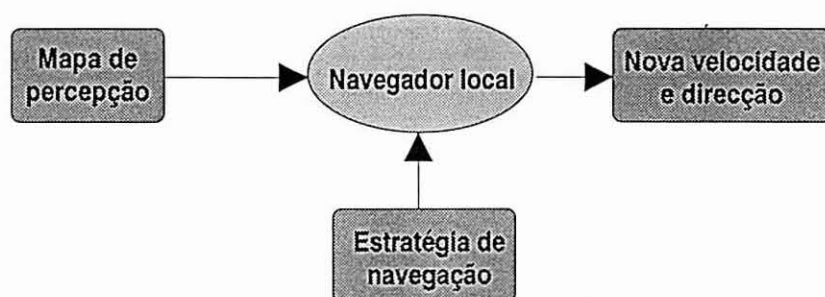 Mapa de
percepção
Navegador local
Nova velocidade
e direcção
Estratégia de
navegação